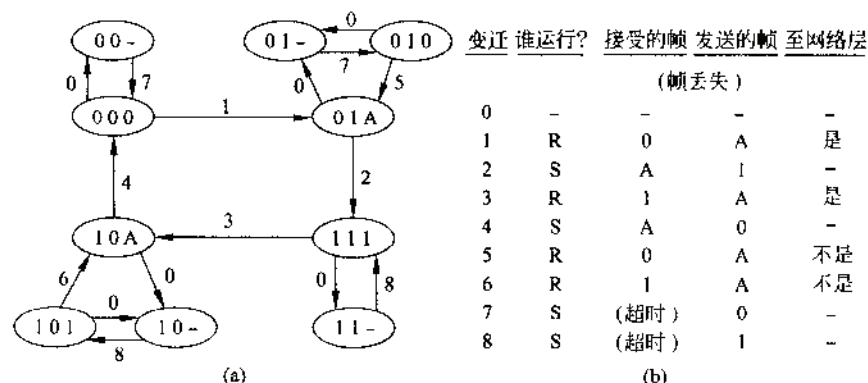 00-
01-
0
010
0
7
7
0
5
000
1
01A
4
2
10A
3
111
6
0
0
8
101
0
10-
8
11-
(a)
变迁 谁运行? 接受的帧 发送的帧 至网络层
(帧丢失)
0 - - - -
1 R 0 A 是
2 S A 1 -
3 R 1 A 是
4 S A 0 -
5 R 0 A 不是
6 R 1 A 不是
7 S (超时) 0 -
8 S (超时) 1 -
(b)